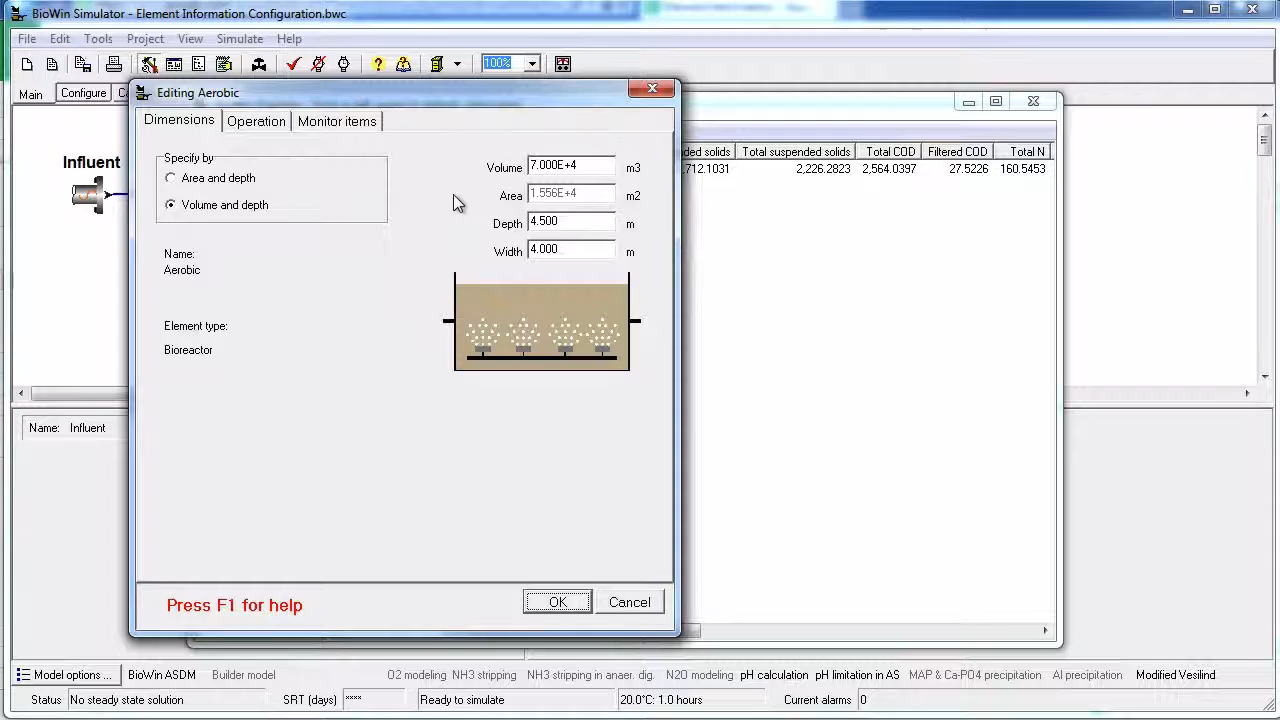 BioWin Simulator - Element Information Configuration.bwc
File Edit Tools Project View Simulate Help
100%
Main Configure
Editing Aerobic
Dimensions Operation Monitor items
Influent
Specify by
Area and depth
Volume and depth
Volume 7.000E+4 m3
Area 1.556E+4 m2
Depth 4.500 m
Width 4.000 m
Name:
Aerobic
Element type:
Bioreactor
Press F1 for help
OK Cancel
solids Total suspended solids Total COD Filtered COD Total N
712.1031 2,226.2823 2,564.0397 27.5226 160.5453
Name: Influent
Model options ... BioWin ASDM Builder model O2 modeling NH3 stripping NH3 stripping in anaer. dig. N2O modeling pH calculation pH limitation in AS MAP & Ca-PO4 precipitation Al precipitation Modified Vesilind
Status No steady state solution SRT (days) **** Ready to simulate 20.0°C: 1.0 hours Current alarms 0